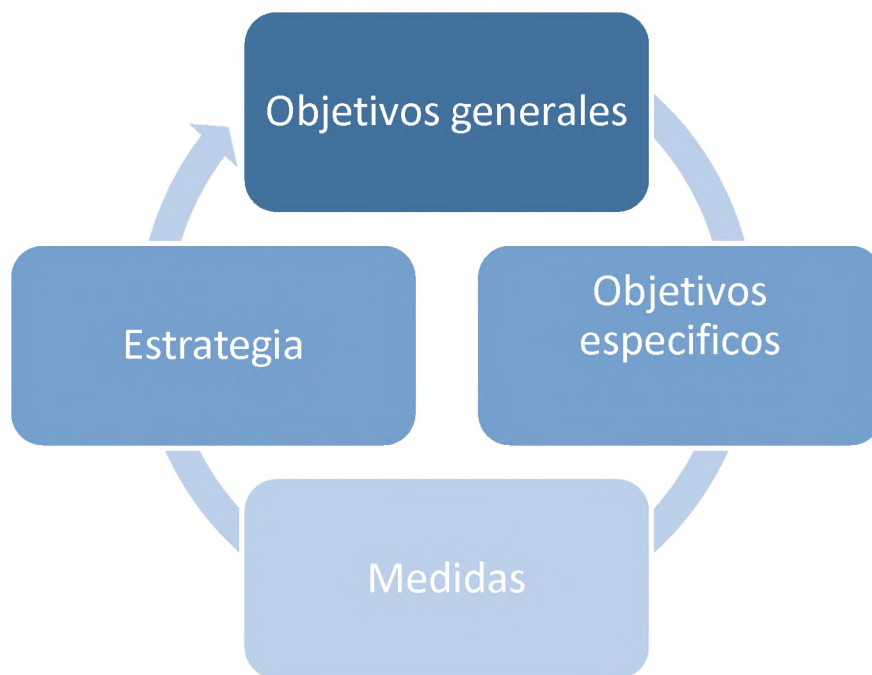 Objetivos generales
Objetivos
especificos
Medidas
Estrategia